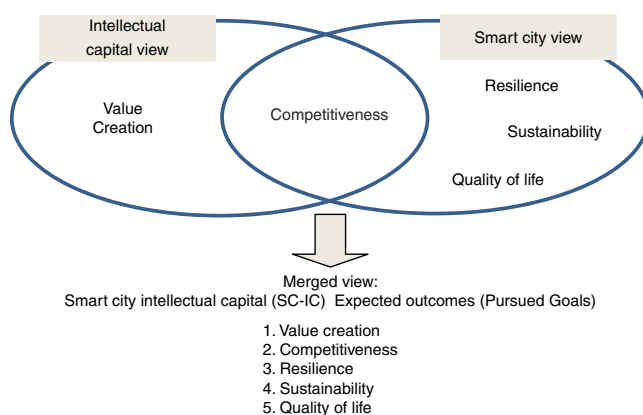 Intellectual
capital view
Smart city view
Value
Creation
Competitiveness
Resilience
Sustainability
Quality of life
Merged view:
Smart city intellectual capital (SC-IC) Expected outcomes (Pursued Goals)
1. Value creation
2. Competitiveness
3. Resilience
4. Sustainability
5. Quality of life